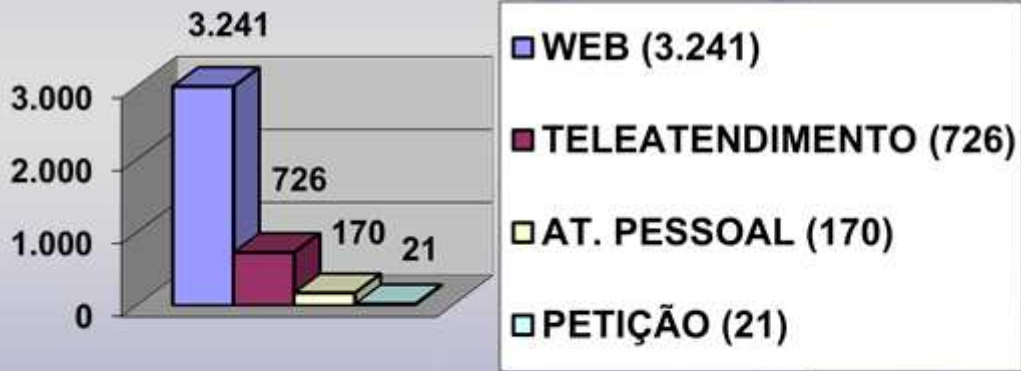 3.241
3.000
2.000
1.000
0
726
170
21
WEB (3.241)
TELEATENDIMENTO (726)
AT. PESSOAL (170)
PETIÇÃO (21)